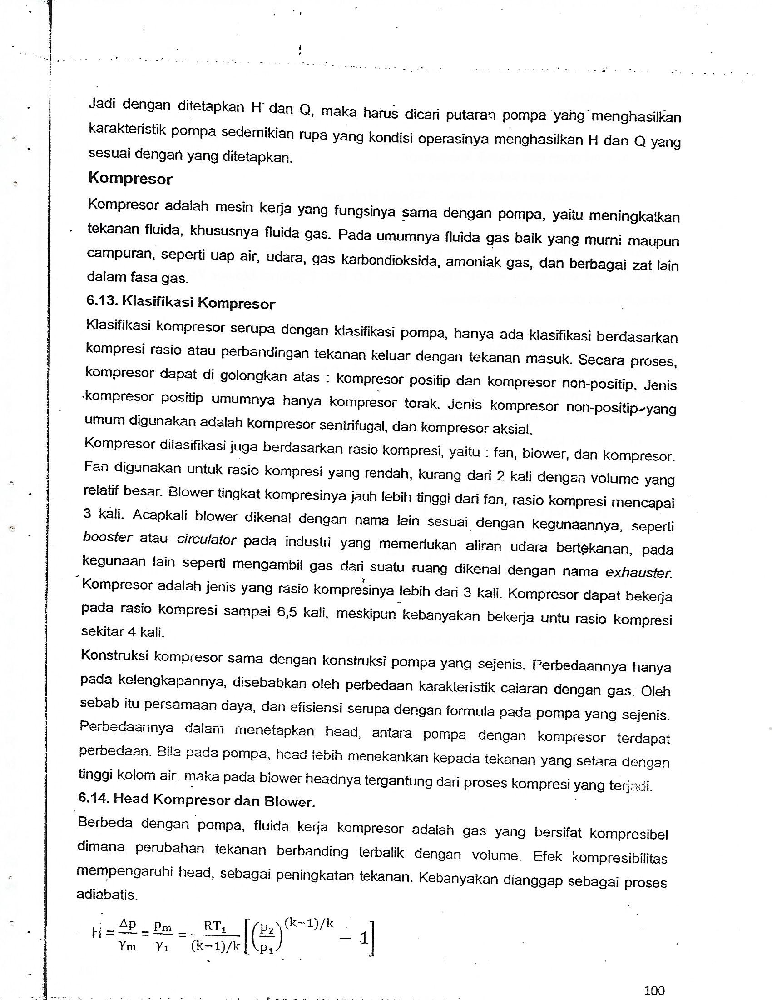 Jadi dengan ditetapkan H dan Q, maka harus dicari putaran pompa yang menghasilkan
karakteristik pompa sedemikian rupa yang kondisi operasinya menghasilkan H dan Q yang
sesuai dengan yang ditetapkan.
Kompresor
Kompresor adalah mesin kerja yang fungsinya sama dengan pompa, yaitu meningkatkan
tekanan fluida, khususnya fluida gas. Pada umumnya fluida gas baik yang murni maupun
campuran, seperti uap air, udara, gas karbondioksida, amoniak gas, dan berbagai zat lain
dalam fasa gas.
6.13. Klasifikasi Kompresor
Klasifikasi kompresor serupa dengan klasifikasi pompa, hanya ada klasifikasi berdasarkan
kompresi rasio atau perbandingan tekanan keluar dengan tekanan masuk. Secara proses,
kompresor dapat di golongkan atas : kompresor positip dan kompresor non-positip. Jenis
kompresor positip umumnya hanya kompresor torak. Jenis kompresor non-positip yang
umum digunakan adalah kompresor sentrifugal, dan kompresor aksial.
Kompresor dilasifikasi juga berdasarkan rasio kompresi, yaitu : fan, blower, dan kompresor.
Fan digunakan untuk rasio kompresi yang rendah, kurang dari 2 kali dengan volume yang
relatif besar. Blower tingkat kompresinya jauh lebih tinggi dari fan, rasio kompresi mencapai
3 kali. Acapkali blower dikenal dengan nama lain sesuai dengan kegunaannya, seperti
booster atau circulator pada industri yang memerlukan aliran udara bertekanan, pada
kegunaan lain seperti mengambil gas dari suatu ruang dikenal dengan nama exhauster.
Kompresor adalah jenis yang rasio kompresinya lebih dari 3 kali. Kompresor dapat bekerja
pada rasio kompresi sampai 6,5 kali, meskipun kebanyakan bekerja untu rasio kompresi
sekitar 4 kali.
Konstruksi kompresor sama dengan konstruksi pompa yang sejenis. Perbedaannya hanya
pada kelengkapannya, disebabkan oleh perbedaan karakteristik caiaran dengan gas. Oleh
sebab itu persamaan daya, dan efisiensi serupa dengan formula pada pompa yang sejenis.
Perbedaannya dalam menetapkan head, antara pompa dengan kompresor terdapat
perbedaan. Bila pada pompa, head lebih menekankan kepada tekanan yang setara dengan
tinggi kolom air, maka pada blower headnya tergantung dari proses kompresi yang terjadi.
6.14. Head Kompresor dan Blower.
Berbeda dengan pompa, fluida kerja kompresor adalah gas yang bersifat kompresibel
dimana perubahan tekanan berbanding terbalik dengan volume. Efek kompresibilitas
mempengaruhi head, sebagai peningkatan tekanan. Kebanyakan dianggap sebagai proses
adiabatis.
H = Δp/γm = pm/γ1 = RT1/((k−1)/k) [(p2/p1)^(k−1)/k − 1]
100